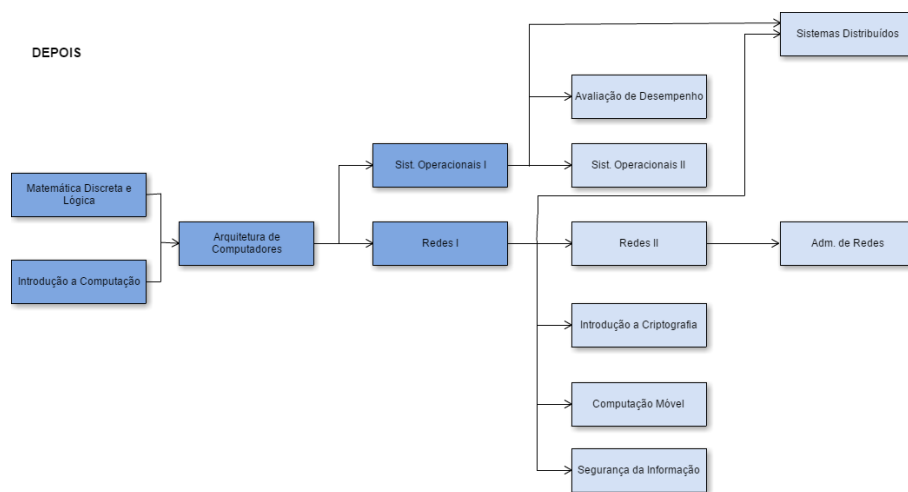 DEPOIS
Sistemas Distribuídos
Avaliação de Desempenho
Sist. Operacionais I
Sist. Operacionais II
Matemática Discreta e
Lógica
Arquitetura de
Computadores
Redes I
Redes II
Adm. de Redes
Introdução a Computação
Introdução a Criptografia
Computação Móvel
Segurança da Informação